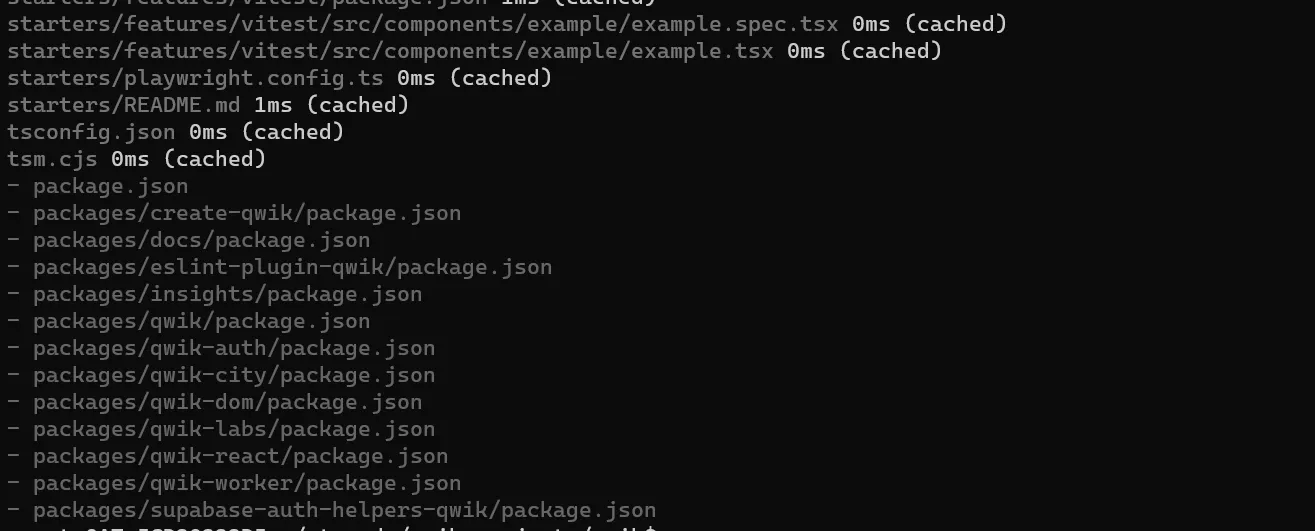 starters/features/vitest/package.json 1ms (cached)
starters/features/vitest/src/components/example/example.spec.tsx 0ms (cached)
starters/features/vitest/src/components/example/example.tsx 0ms (cached)
starters/playwright.config.ts 0ms (cached)
starters/README.md 1ms (cached)
tsconfig.json 0ms (cached)
tsm.cjs 0ms (cached)
- package.json
- packages/create-qwik/package.json
- packages/docs/package.json
- packages/eslint-plugin-qwik/package.json
- packages/insights/package.json
- packages/qwik/package.json
- packages/qwik-auth/package.json
- packages/qwik-city/package.json
- packages/qwik-dom/package.json
- packages/qwik-labs/package.json
- packages/qwik-react/package.json
- packages/qwik-worker/package.json
- packages/supabase-auth-helpers-qwik/package.json